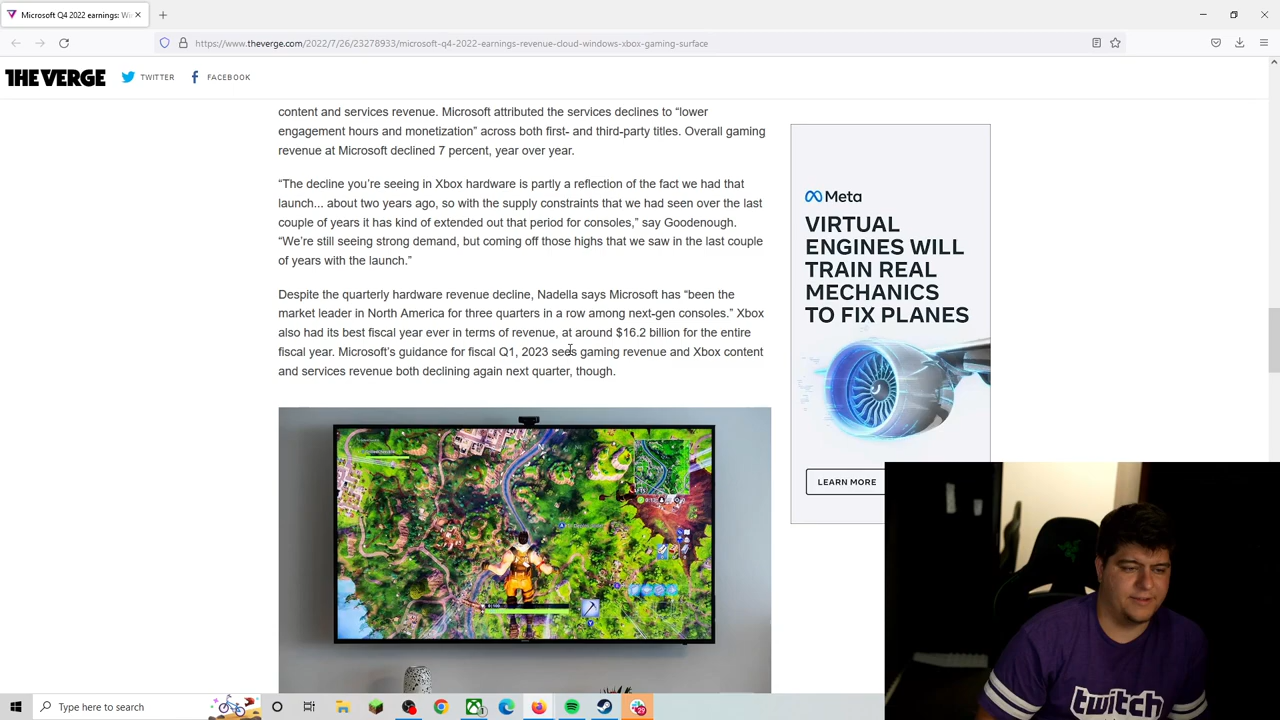 Microsoft Q4 2022 earnings: Wi
https://www.theverge.com/2022/7/26/23278933/microsoft-q4-2022-earnings-revenue-cloud-windows-xbox-gaming-surface
THE VERGE
TWITTER
FACEBOOK
content and services revenue. Microsoft attributed the services declines to “lower
engagement hours and monetization” across both first- and third-party titles. Overall gaming
revenue at Microsoft declined 7 percent, year over year.
“The decline you’re seeing in Xbox hardware is partly a reflection of the fact we had that
launch... about two years ago, so with the supply constraints that we had seen over the last
couple of years it has kind of extended out that period for consoles,” say Goodenough.
“We’re still seeing strong demand, but coming off those highs that we saw in the last couple
of years with the launch.”
Despite the quarterly hardware revenue decline, Nadella says Microsoft has “been the
market leader in North America for three quarters in a row among next-gen consoles.” Xbox
also had its best fiscal year ever in terms of revenue, at around $16.2 billion for the entire
fiscal year. Microsoft’s guidance for fiscal Q1, 2023 sees gaming revenue and Xbox content
and services revenue both declining again next quarter, though.
Meta
VIRTUAL
ENGINES WILL
TRAIN REAL
MECHANICS
TO FIX PLANES
LEARN MORE
twitch
Type here to search